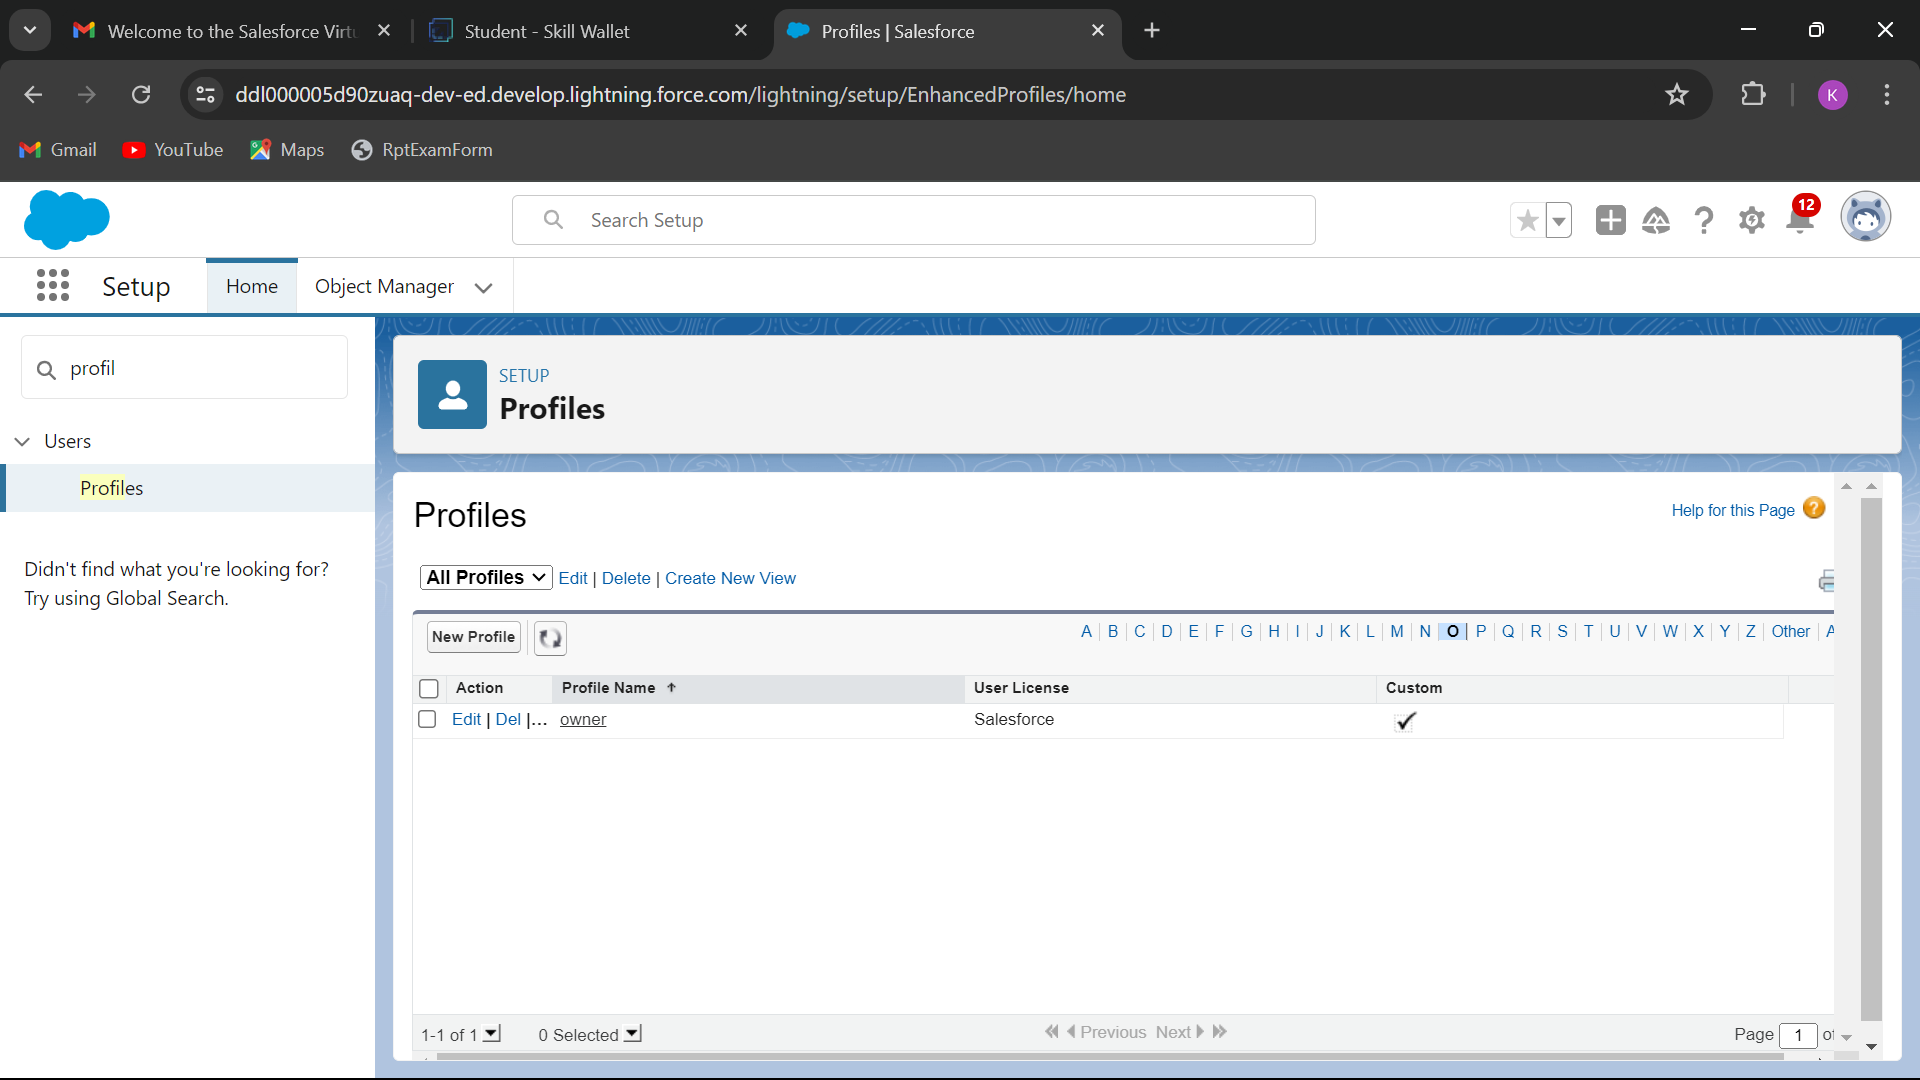 Welcome to the Salesforce Virtu
Student - Skill Wallet
Profiles | Salesforce
ddl000005d90zuaq-dev-ed.develop.lightning.force.com/lightning/setup/EnhancedProfiles/home
K
Gmail
YouTube
Maps
RptExamForm
Search Setup
12
Setup
Home
Object Manager
profil
Users
Profiles
Didn't find what you're looking for?
Try using Global Search.
SETUP
Profiles
Profiles
Help for this Page ?
All Profiles Edit | Delete | Create New View
New Profile
A | B | C | D | E | F | G | H | I | J | K | L | M | N | O | P | Q | R | S | T | U | V | W | X | Y | Z | Other | A
Action Profile Name ↑ User License Custom
Edit | Del |... owner Salesforce ✓
1-1 of 1 0 Selected Previous Next Page 1 of